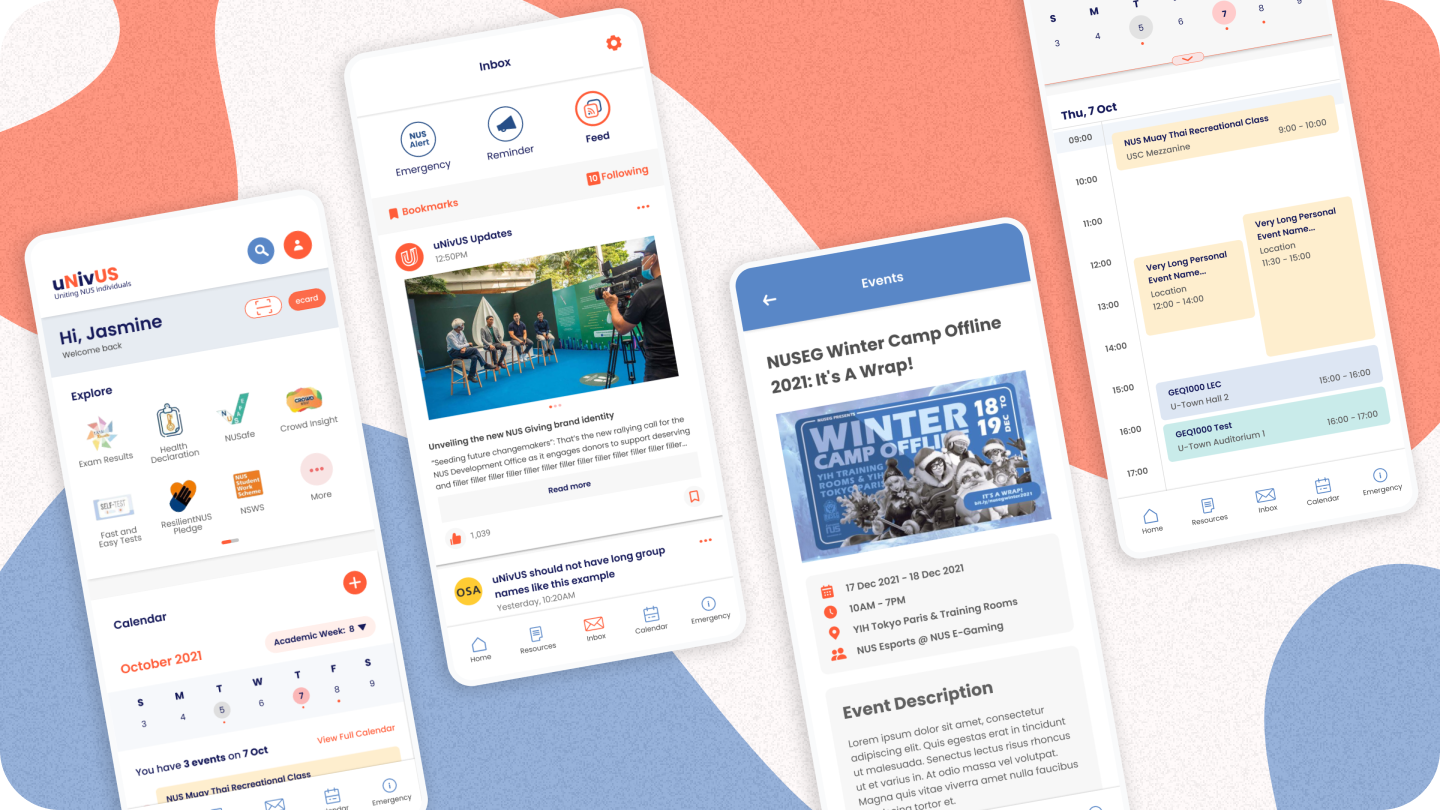 uNivUS
Uniting NUS individuals
Hi, Jasmine
Welcome back
ecard
Explore
Exam Results
Health
Declaration
NUSafe
Crowd Insight
CROWD
SELF-TEST
Fast and
Easy Tests
ResilientNUS
Pledge
NUS
Student
Work
Scheme
NSWS
More
Calendar
Academic Week: 8
October 2021
S M T W T F S
3 4 5 6 7 8 9
You have 3 events on 7 Oct
View Full Calendar
NUS Muay Thai Recreational Class
Emergency
Inbox
NUS
Alert
Emergency
Reminder
Feed
Bookmarks
10 Following
uNivUS Updates
12:50PM
Unveiling the new NUS Giving brand identity
"Seeding future changemakers": That's the new rallying call for the
NUS Development Office as it engages donors to support deserving
and filler filler filler filler filler filler filler filler filler filler filler filler...
Read more
1,039
OSA
uNivUS should not have long group
names like this example
Yesterday, 10:20AM
Home
Resources
Inbox
Calendar
Emergency
Events
NUSEG Winter Camp Offline
2021: It's A Wrap!
NUSEG PRESENTS
WINTER
CAMP OFFLI
18 TO
19 DEC
YIH TRAINING
ROOMS & YIH
TOKYO PARI
IT'S A WRAP!
17 Dec 2021 - 18 Dec 2021
10AM - 7PM
YIH Tokyo Paris & Training Rooms
NUS Esports @ NUS E-Gaming
Event Description
Lorem ipsum dolor sit amet, consectetur
adipiscing elit. Quis egestas erat in tincidunt
ut malesuada. Senectus lectus risus rhoncus
ut et varius in. At odio massa vel volutpat.
Magna quis vitae viverra amet nulla faucibus
tortor et.
S M T
3 4 5 6 7 8 9
Thu, 7 Oct
09:00
NUS Muay Thai Recreational Class
USC Mezzanine
9:00 - 10:00
10:00
11:00
12:00
13:00
14:00
15:00
16:00
17:00
Very Long Personal
Event Name...
Location
12:00 - 14:00
Very Long Personal
Event Name...
Location
11:30 - 15:00
GEQ1000 LEC
U-Town Hall 2
15:00 - 16:00
GEQ1000 Test
U-Town Auditorium 1
16:00 - 17:00
Home
Resources
Inbox
Calendar
Emergency